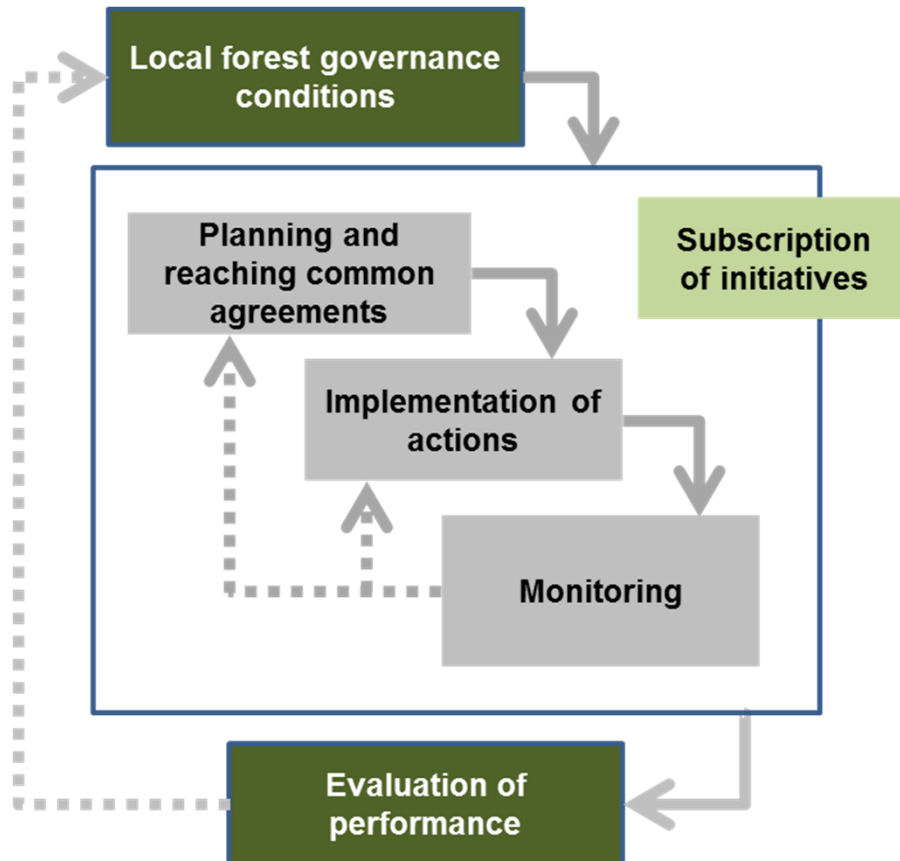 Local forest governance
conditions
Planning and
reaching common
agreements
Subscription
of initiatives
Implementation of
actions
Monitoring
Evaluation of
performance